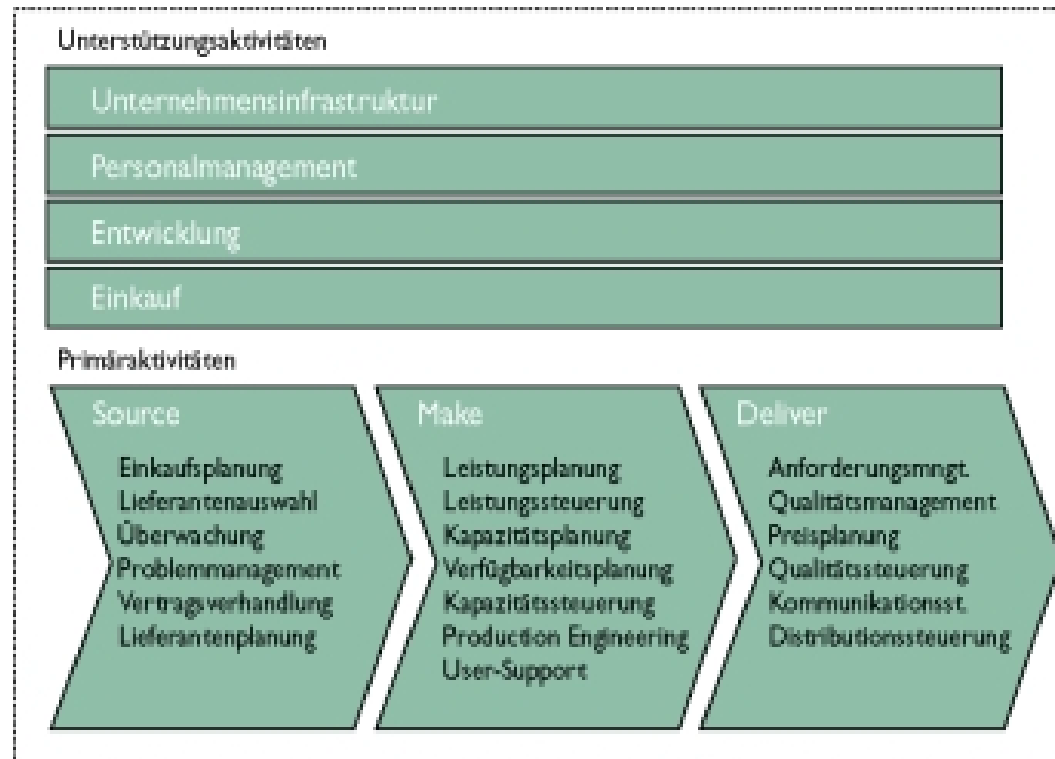 Unterstützungsaktivitäten
Unternehmensinfrastruktur
Personalmanagement
Entwicklung
Einkauf
Primäraktivitäten
Source
Einkaufsplanung
Lieferantenauswahl
Überwachung
Problemmanagement
Vertragsverhandlung
Lieferantenplanung
Make
Leistungsplanung
Leistungssteuerung
Kapazitätsplanung
Verfügbarkeitsplanung
Kapazitätssteuerung
Production Engineering
User-Support
Deliver
Anforderungsmngt.
Qualitätsmanagement
Preisplanung
Qualitätssteuerung
Kommunikationsst.
Distributionssteuerung